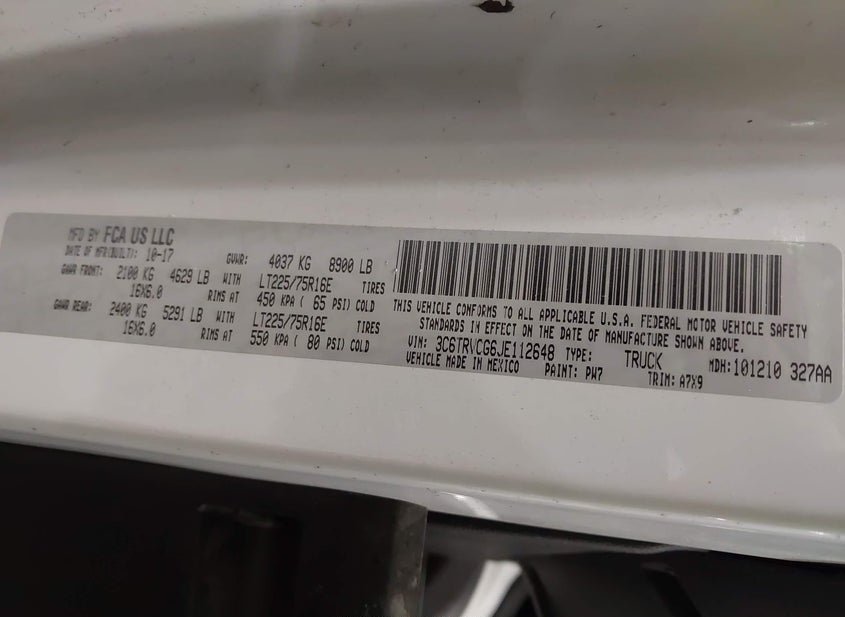 MFD BY FCA US LLC
DATE OF MFR(BUILT): 10-17 GVWR: 4037 KG 8900 LB
GAWR FRONT: 2100 KG 4629 LB WITH LT225/75R16E TIRES
16X6.0 RIMS AT 450 KPA ( 65 PSI) COLD
GAWR REAR: 2400 KG 5291 LB WITH LT225/75R16E TIRES
16X6.0 RIMS AT 550 KPA ( 80 PSI) COLD
THIS VEHICLE CONFORMS TO ALL APPLICABLE U.S.A. FEDERAL MOTOR VEHICLE SAFETY
STANDARDS IN EFFECT ON THE DATE OF MANUFACTURE SHOWN ABOVE.
VIN: 3C6TRVCG6JE112648 TYPE: TRUCK MDH:101210 327AA
VEHICLE MADE IN MEXICO PAINT: PW7 TRIM: A7X9